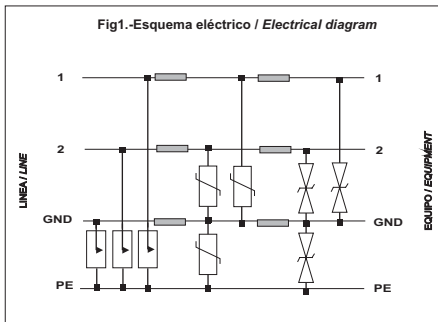 Fig1.-Esquema eléctrico / Electrical diagram
1 1
2 2
LINEA / LINE
EQUIPO / EQUIPMENT
GND GND
PE PE